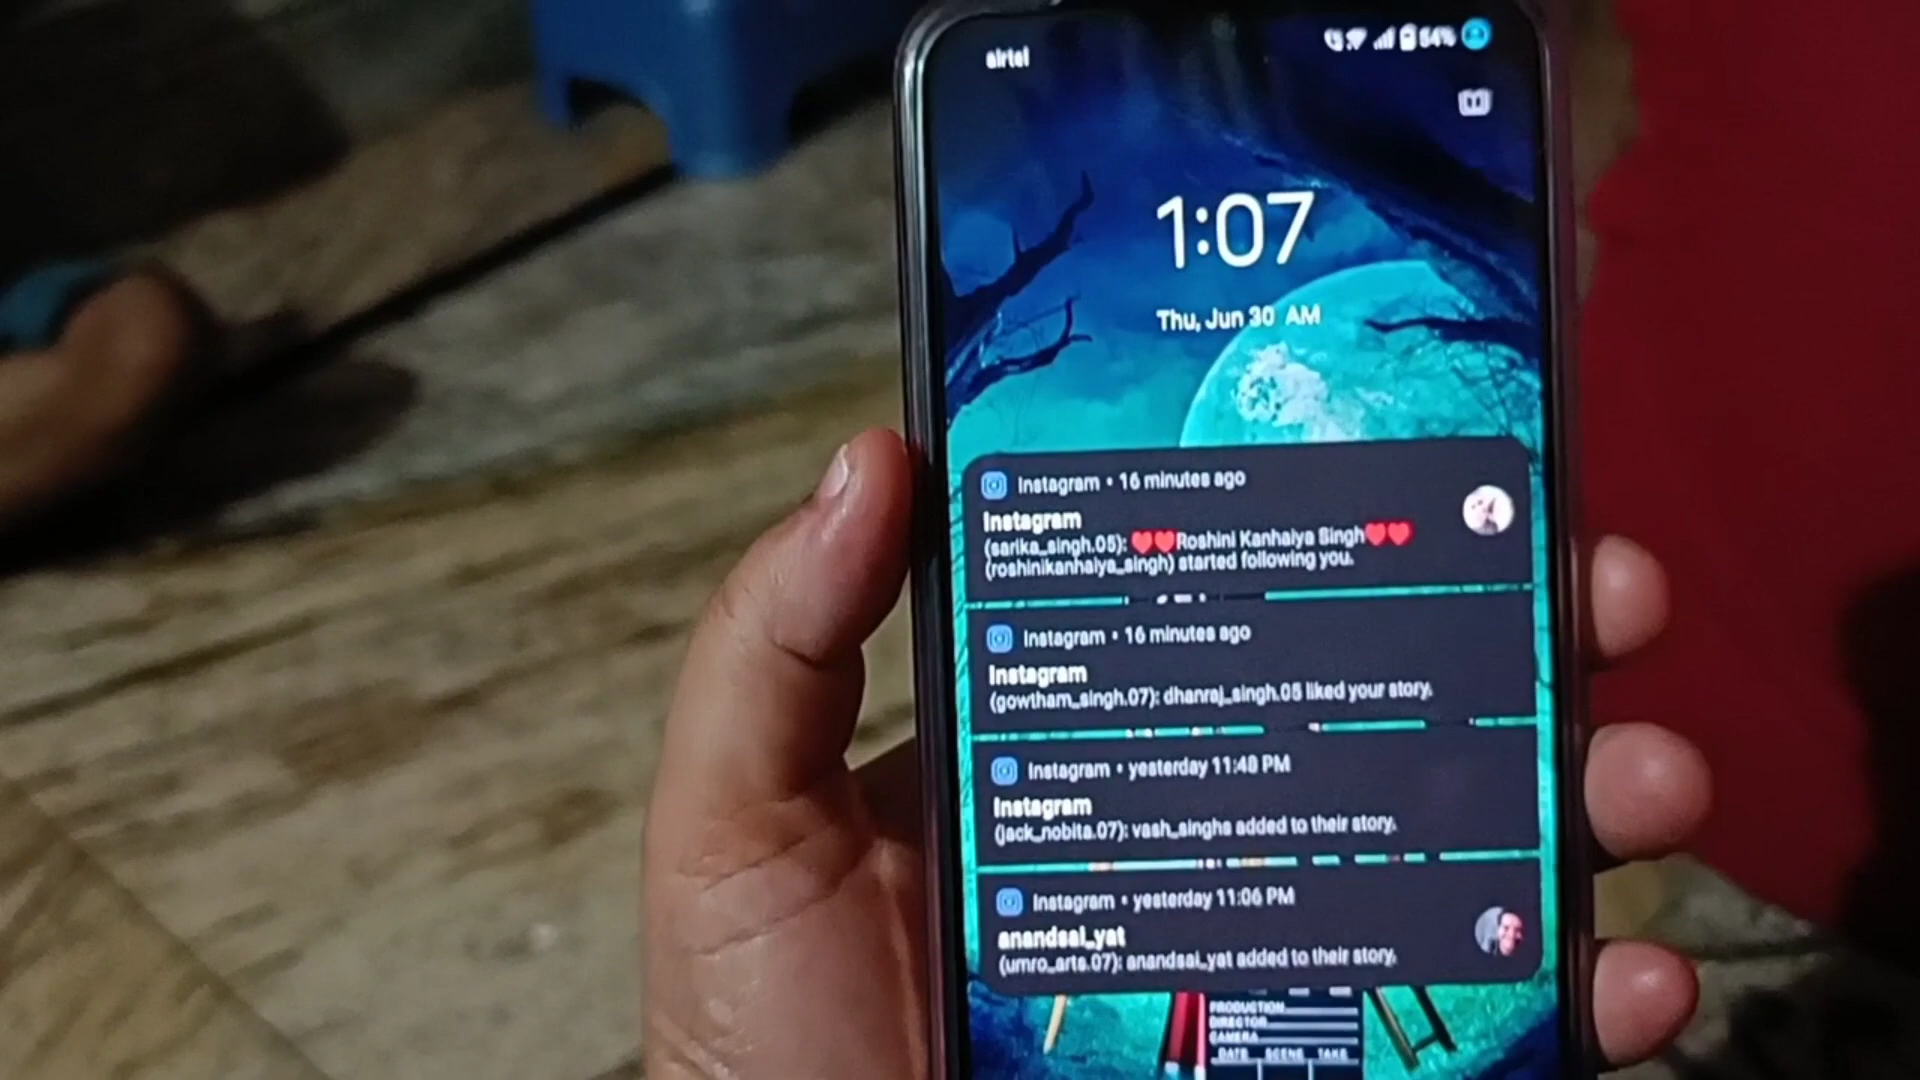 airtel
64%
1:07
Thu, Jun 30 AM
Instagram • 16 minutes ago
Instagram
(sarika_singh.05): ❤️❤️Roshini Kanhaiya Singh❤️❤️
(roshinikanhaiya_singh) started following you.
Instagram • 16 minutes ago
Instagram
(gowtham_singh.07): dhanraj_singh.05 liked your story.
Instagram • yesterday 11:48 PM
Instagram
(jack_nobita.07): vash_singhs added to their story.
Instagram • yesterday 11:06 PM
anandsai_yat
(umro_arts.07): anandsai_yat added to their story.
PRODUCTION
DIRECTOR
CAMERA
DATE SCENE TAKE